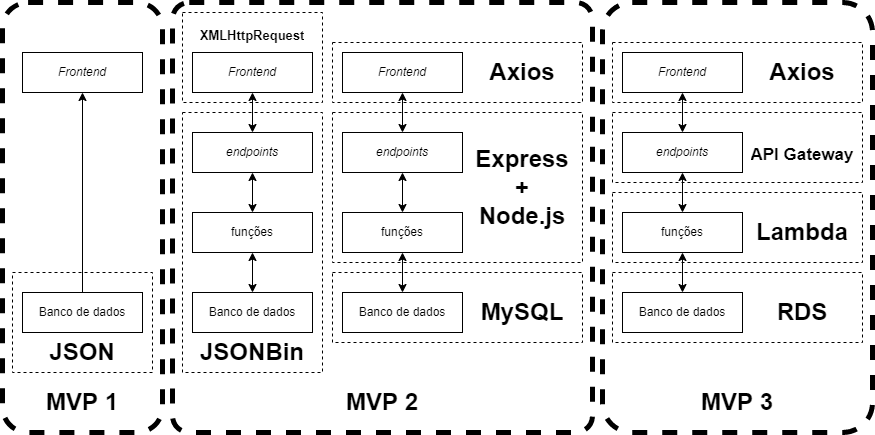 Frontend
Banco de dados
JSON
MVP 1
XMLHttpRequest
Frontend
endpoints
funções
Banco de dados
JSONBin
Frontend
Axios
endpoints
Express
+
Node.js
funções
Banco de dados
MySQL
MVP 2
Frontend
Axios
endpoints
API Gateway
funções
Lambda
Banco de dados
RDS
MVP 3